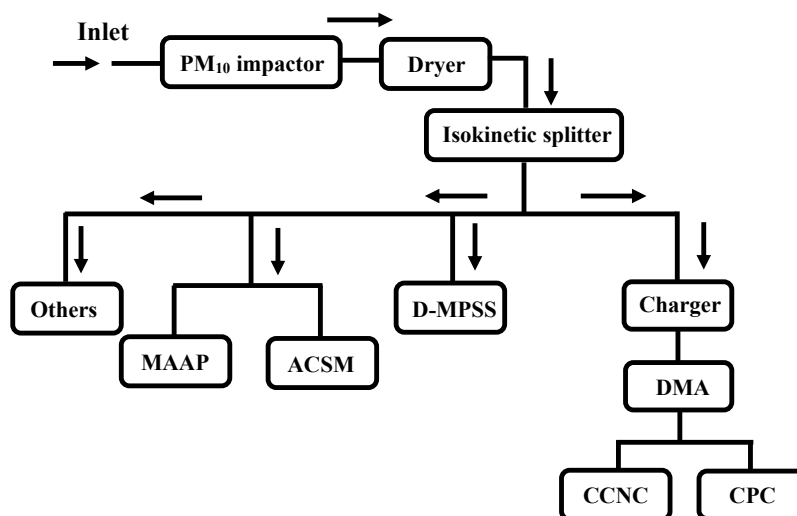 Inlet
PM₁₀ impactor
Dryer
Isokinetic splitter
Others
D-MPSS
Charger
MAAP
ACSM
DMA
CCNC
CPC